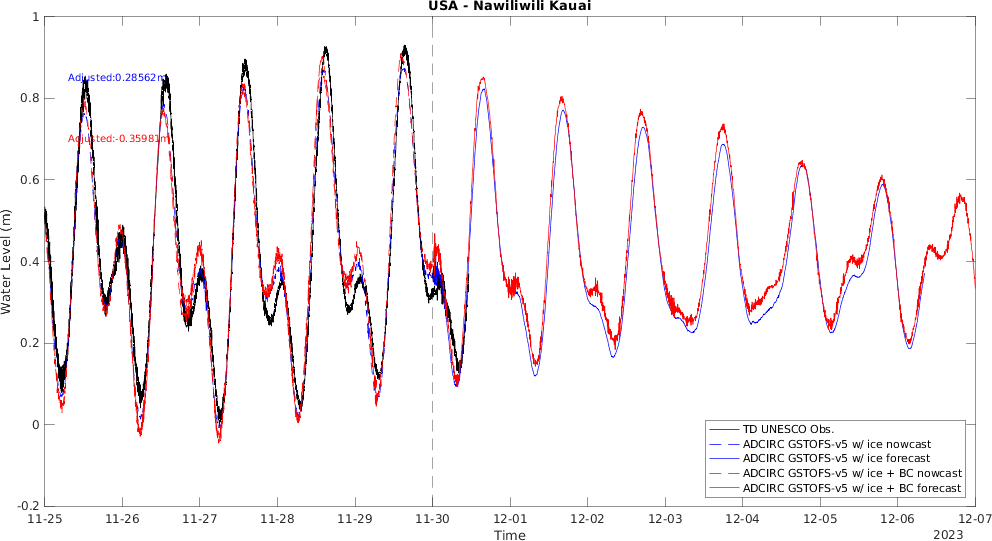 USA - Nawiliwili Kauai
1
0.8
0.6
0.4
0.2
0
-0.2
Water Level (m)
Adjusted:0.28562m
Adjusted:-0.35981m
TD UNESCO Obs.
ADCIRC GSTOFS-v5 w/ ice nowcast
ADCIRC GSTOFS-v5 w/ ice forecast
ADCIRC GSTOFS-v5 w/ ice + BC nowcast
ADCIRC GSTOFS-v5 w/ ice + BC forecast
11-25 11-26 11-27 11-28 11-29 11-30 12-01 12-02 12-03 12-04 12-05 12-06 12-07
Time
2023